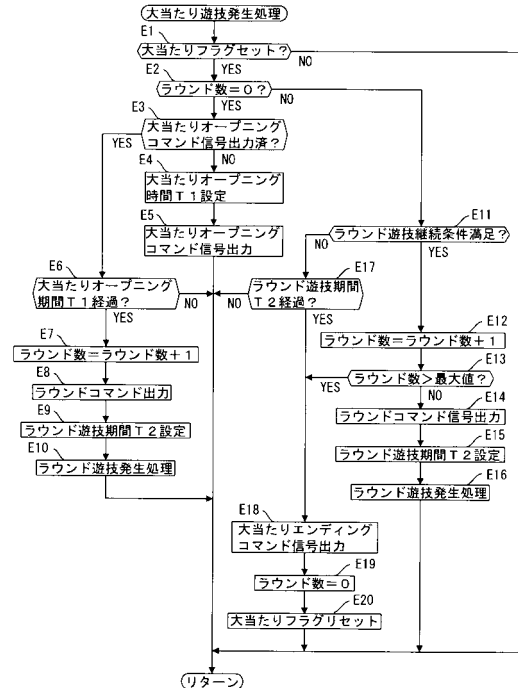 大当たり遊技発生処理
E1
大当たりフラグセット?
NO
YES
E2
ラウンド数=0?
NO
YES
E3
大当たりオープニング
コマンド信号出力済?
YES
NO
E4
大当たりオープニング
時間T1設定
E5
大当たりオープニング
コマンド信号出力
E11
ラウンド遊技継続条件満足?
NO
YES
E6
大当たりオープニング
期間T1経過?
NO
YES
E17
ラウンド遊技期間
T2経過?
NO
YES
E7
ラウンド数=ラウンド数+1
E8
ラウンドコマンド出力
E9
ラウンド遊技期間T2設定
E10
ラウンド遊技発生処理
E12
ラウンド数=ラウンド数+1
E13
ラウンド数>最大値?
YES
NO
E14
ラウンドコマンド信号出力
E15
ラウンド遊技期間T2設定
E16
ラウンド遊技発生処理
E18
大当たりエンディング
コマンド信号出力
E19
ラウンド数=0
E20
大当たりフラグリセット
リターン